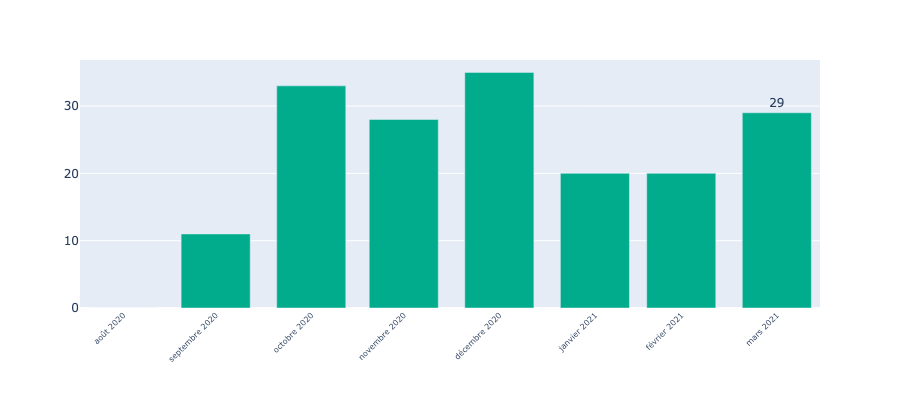 30
20
10
0
29
août 2020
septembre 2020
octobre 2020
novembre 2020
décembre 2020
janvier 2021
février 2021
mars 2021